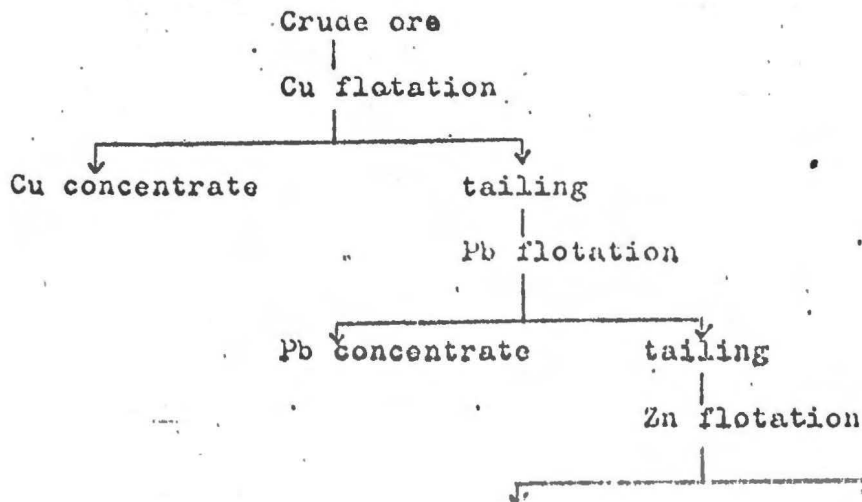 Crude ore
Cu flotation
Cu concentrate tailing
Pb flotation
Pb concentrate tailing
Zn flotation